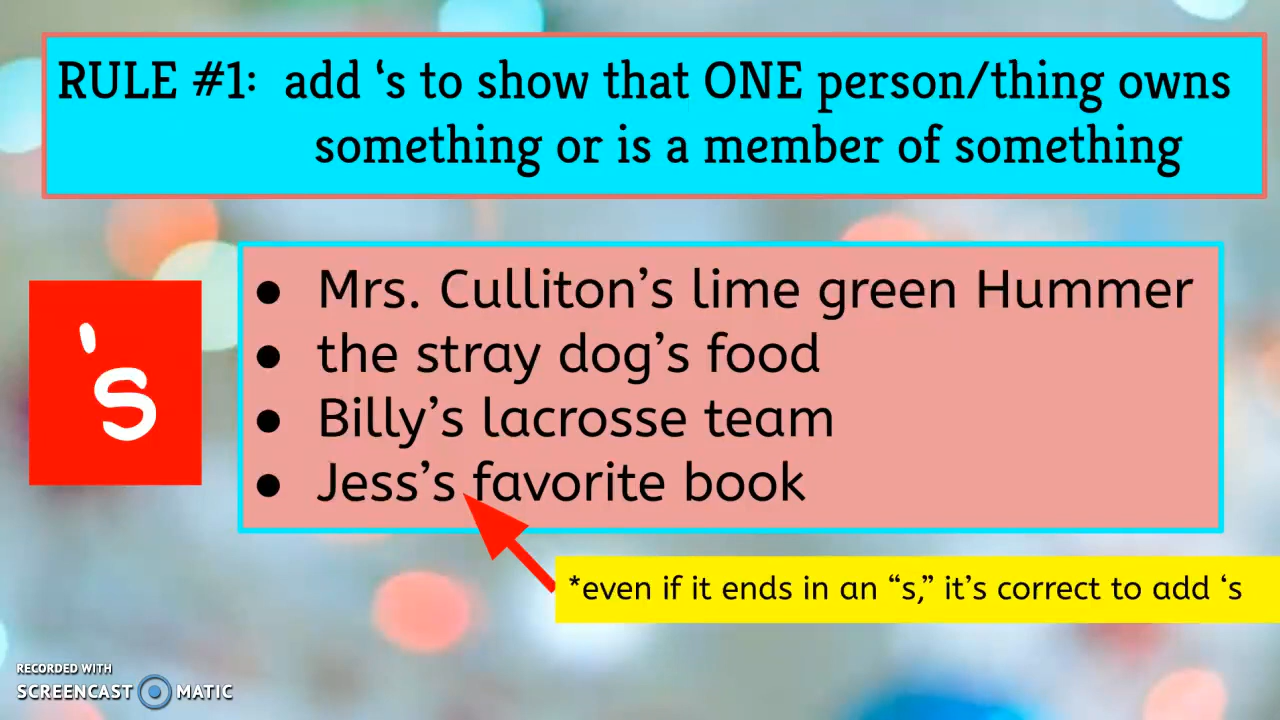 RULE #1: add ‘s to show that ONE person/thing owns
something or is a member of something
's
● Mrs. Culliton’s lime green Hummer
● the stray dog’s food
● Billy’s lacrosse team
● Jess’s favorite book
*even if it ends in an “s,” it’s correct to add ‘s
RECORDED WITH
SCREENCAST MATIC